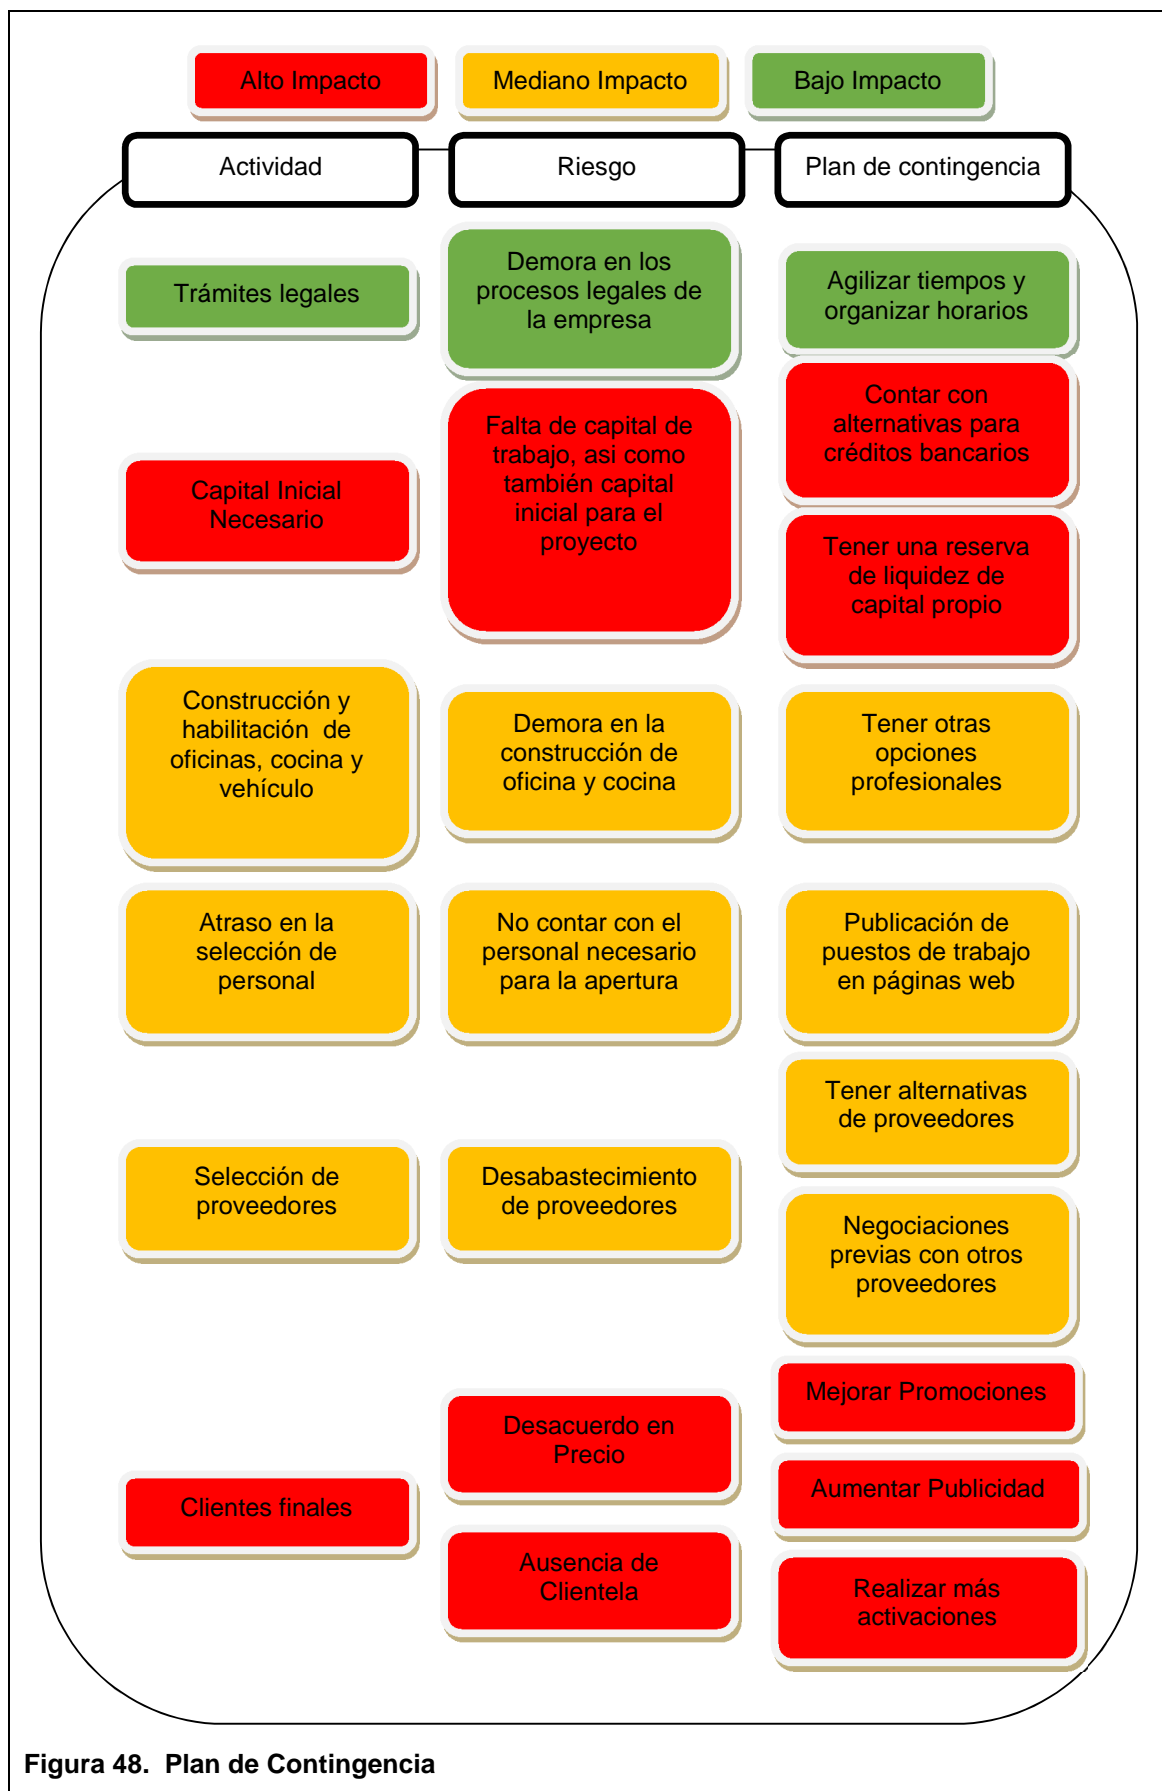 Alto Impacto
Mediano Impacto
Bajo Impacto
Actividad
Riesgo
Plan de contingencia
Trámites legales
Demora en los
procesos legales de
la empresa
Agilizar tiempos y
organizar horarios
Capital Inicial
Necesario
Falta de capital de
trabajo, asi como
también capital
inicial para el
proyecto
Contar con
alternativas para
créditos bancarios
Tener una reserva
de liquidez de
capital propio
Construcción y
habilitación de
oficinas, cocina y
vehículo
Demora en la
construcción de
oficina y cocina
Tener otras
opciones
profesionales
Atraso en la
selección de
personal
No contar con el
personal necesario
para la apertura
Publicación de
puestos de trabajo
en páginas web
Selección de
proveedores
Desabastecimiento
de proveedores
Tener alternativas
de proveedores
Negociaciones
previas con otros
proveedores
Clientes finales
Desacuerdo en
Precio
Ausencia de
Clientela
Mejorar Promociones
Aumentar Publicidad
Realizar más
activaciones
Figura 48. Plan de Contingencia